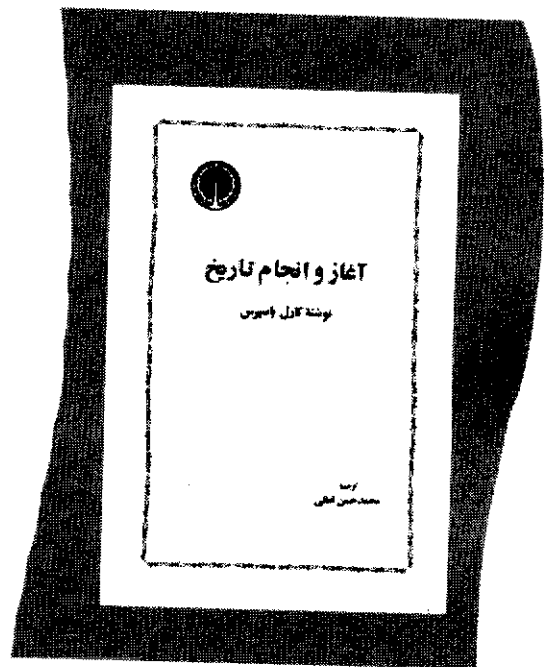 آغاز و انجام تاریخ
نوشتهٔ کارل یاسپرس
ترجمهٔ
محمدحسن لطفی